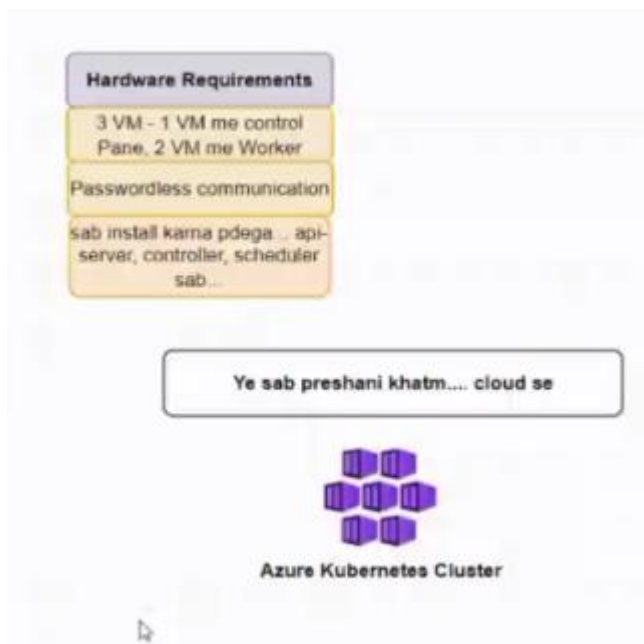 Hardware Requirements
3 VM - 1 VM me control
Pane, 2 VM me Worker
Passwordless communication
sab install karna pdega... api-
server, controller, scheduler
sab...
Ye sab preshani khatm.... cloud se
Azure Kubernetes Cluster